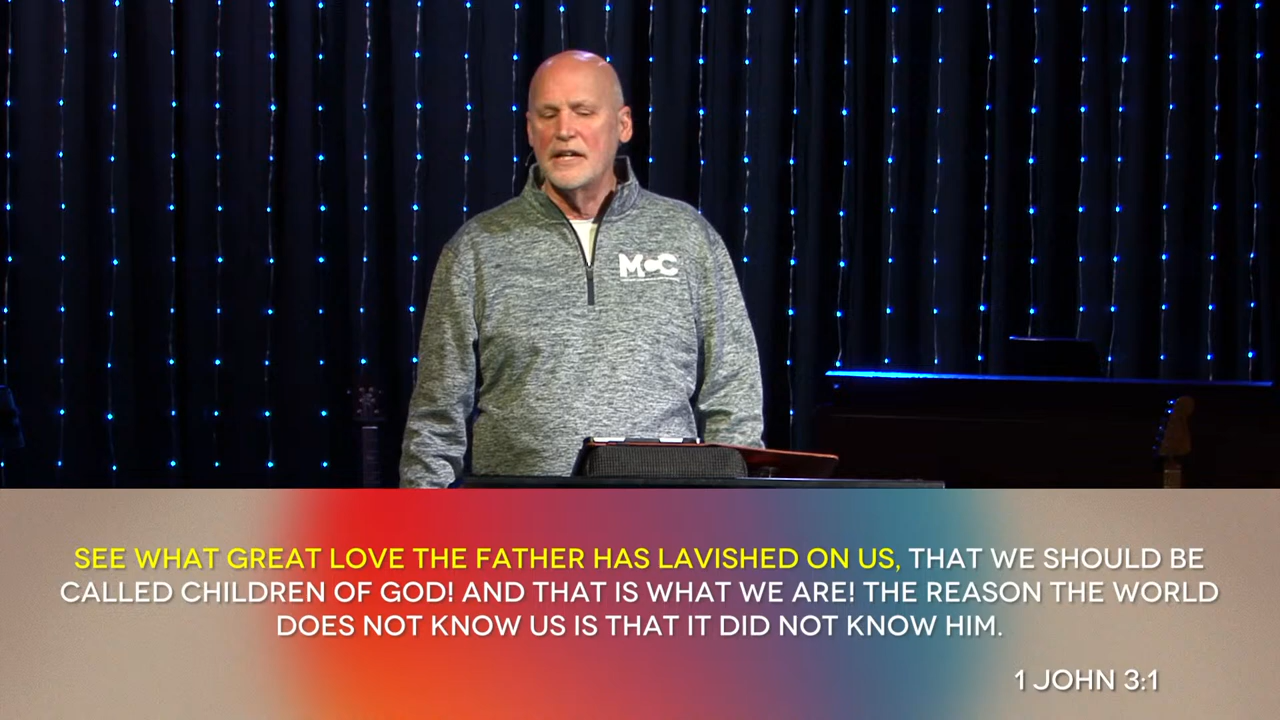 MOC
SEE WHAT GREAT LOVE THE FATHER HAS LAVISHED ON US, THAT WE SHOULD BE
CALLED CHILDREN OF GOD! AND THAT IS WHAT WE ARE! THE REASON THE WORLD
DOES NOT KNOW US IS THAT IT DID NOT KNOW HIM.
1 JOHN 3:1